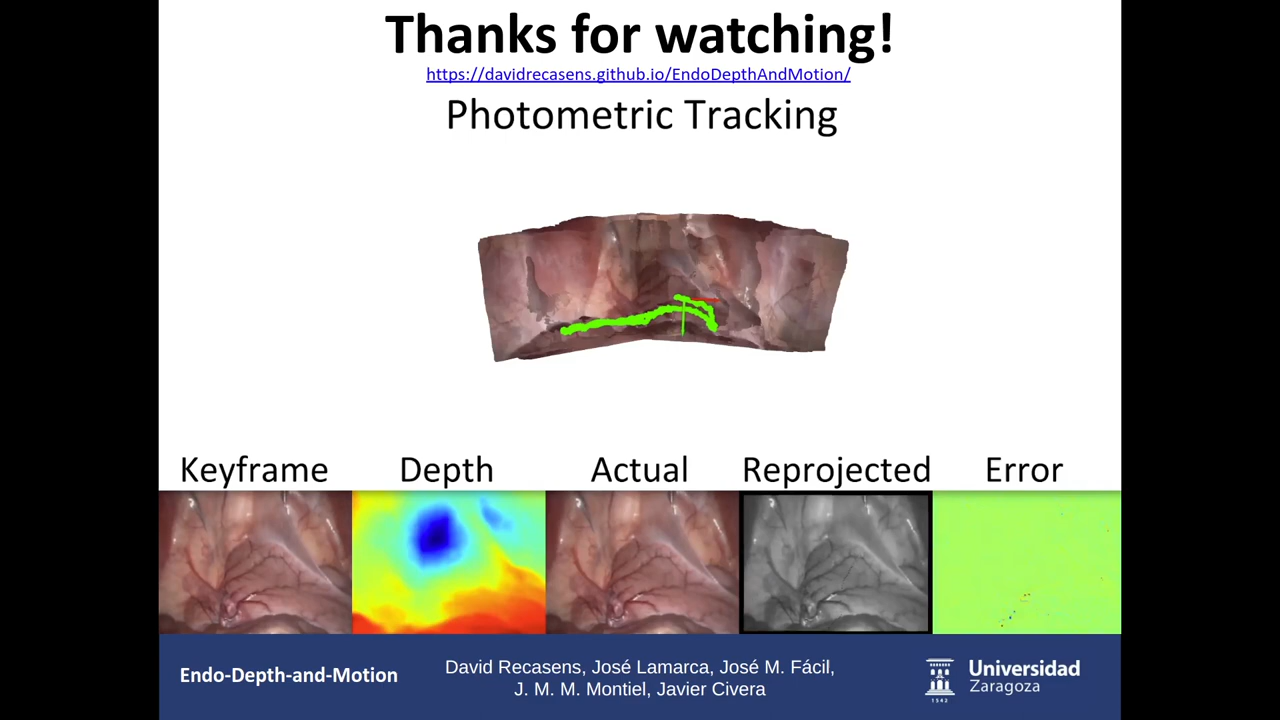 Thanks for watching!
https://davidrecasens.github.io/EndoDepthAndMotion/
Photometric Tracking
Keyframe
Depth
Actual
Reprojected
Error
Endo-Depth-and-Motion
David Recasens, José Lamarca, José M. Fácil,
J. M. M. Montiel, Javier Civera
Universidad
Zaragoza
1542